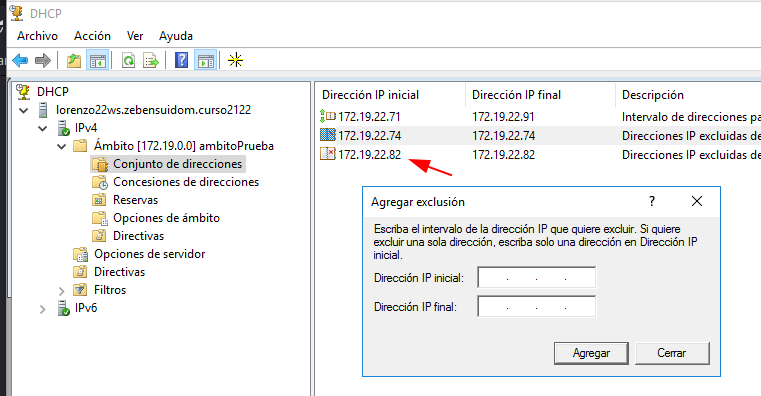 DHCP
Archivo Acción Ver Ayuda
DHCP
lorenzo22ws.zebensuidom.curso2122
IPv4
Ámbito [172.19.0.0] ambitoPrueba
Conjunto de direcciones
Concesiones de direcciones
Reservas
Opciones de ámbito
Directivas
Opciones de servidor
Directivas
Filtros
IPv6
Dirección IP inicial Dirección IP final Descripción
172.19.22.71 172.19.22.91 Intervalo de direcciones pa
172.19.22.74 172.19.22.74 Direcciones IP excluidas de
172.19.22.82 172.19.22.82 Direcciones IP excluidas de
Agregar exclusión ?
Escriba el intervalo de la dirección IP que quiere excluir. Si quiere
excluir una sola dirección, escriba solo una dirección en Dirección IP
inicial.
Dirección IP inicial: . . .
Dirección IP final: . . .
Agregar Cerrar